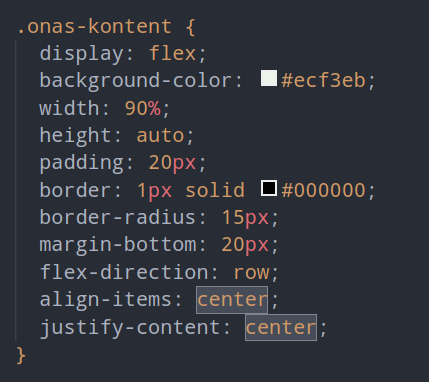 .onas-kontent {
display: flex;
background-color: #ecf3eb;
width: 90%;
height: auto;
padding: 20px;
border: 1px solid #000000;
border-radius: 15px;
margin-bottom: 20px;
flex-direction: row;
align-items: center;
justify-content: center;
}